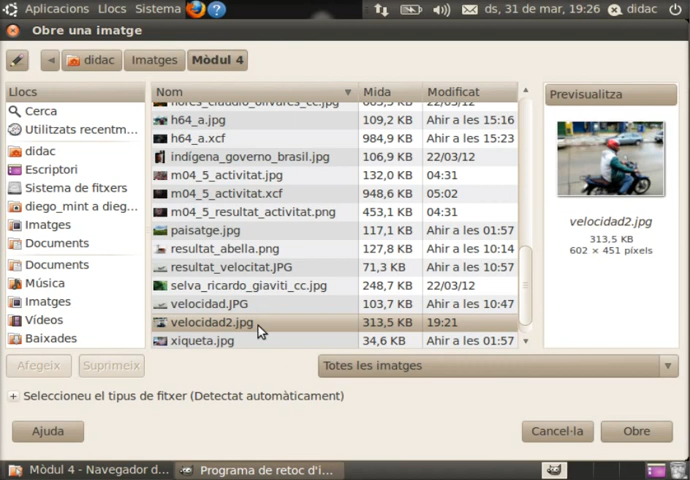 Aplicacions Llocs Sistema ? ds, 31 de mar, 19:26 didac
Obre una imatge
didac Imatges Mòdul 4
Llocs
Cerca
Utilitzats recentm...
didac
Escriptori
Sistema de fitxers
diego_mint a dieg...
Imatges
Documents
Documents
Música
Imatges
Vídeos
Baixades
Nom Mida Modificat
flores_claudio_olivares_cc.jpg 603,5 KB 22/03/12
h64_a.jpg 109,2 KB Ahir a les 15:16
h64_a.xcf 984,9 KB Ahir a les 15:23
indígena_governo_brasil.jpg 106,9 KB 22/03/12
m04_5_activitat.jpg 132,0 KB 04:31
m04_5_activitat.xcf 948,6 KB 05:02
m04_5_resultat_activitat.png 453,1 KB 04:31
paisatge.jpg 117,1 KB Ahir a les 01:57
resultat_abella.png 127,8 KB Ahir a les 10:14
resultat_velocitat.JPG 71,3 KB Ahir a les 10:57
selva_ricardo_giaviti_cc.jpg 248,7 KB 22/03/12
velocidad.JPG 103,7 KB Ahir a les 10:47
velocidad2.jpg 313,5 KB 19:21
xiqueta.jpg 34,6 KB Ahir a les 01:57
Previsualitza
velocidad2.jpg
313,5 KB
602 × 451 píxels
Afegeix Suprimeix Totes les imatges
+ Seleccioneu el tipus de fitxer (Detectat automàticament)
Ajuda Cancel·la Obre
Mòdul 4 - Navegador d... Programa de retoc d'i...